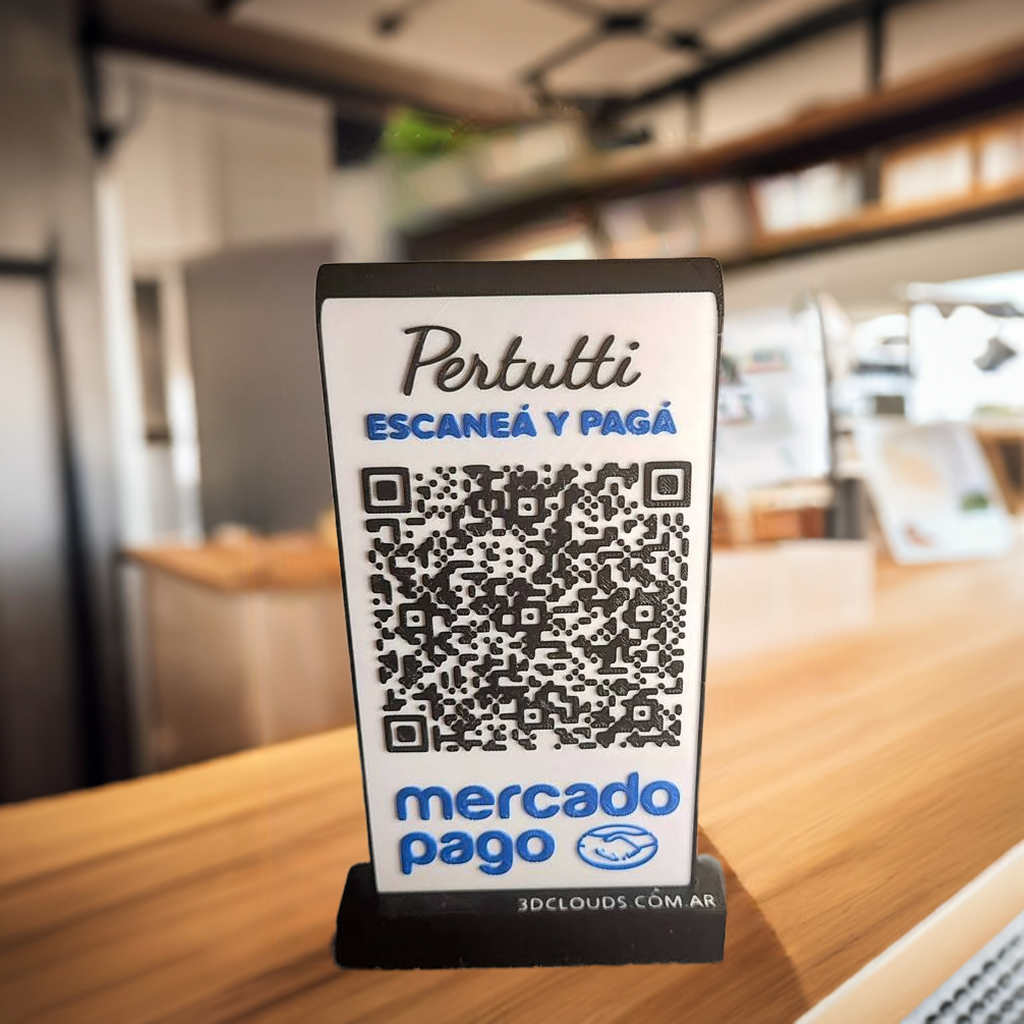 Pertutti
ESCANEÁ Y PAGÁ
mercado
pago
3DCLOUDS.COM.AR